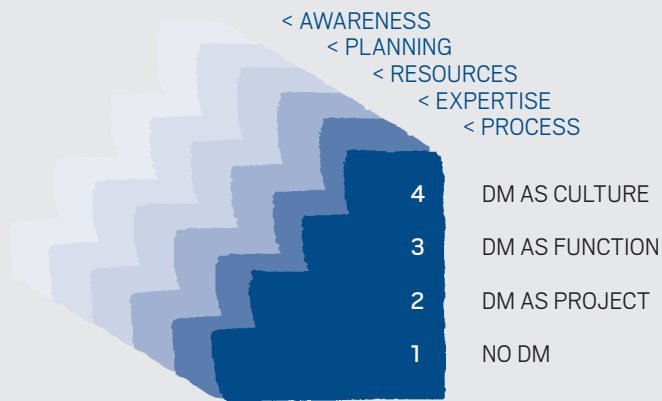 < AWARENESS
< PLANNING
< RESOURCES
< EXPERTISE
< PROCESS
4 DM AS CULTURE
3 DM AS FUNCTION
2 DM AS PROJECT
1 NO DM